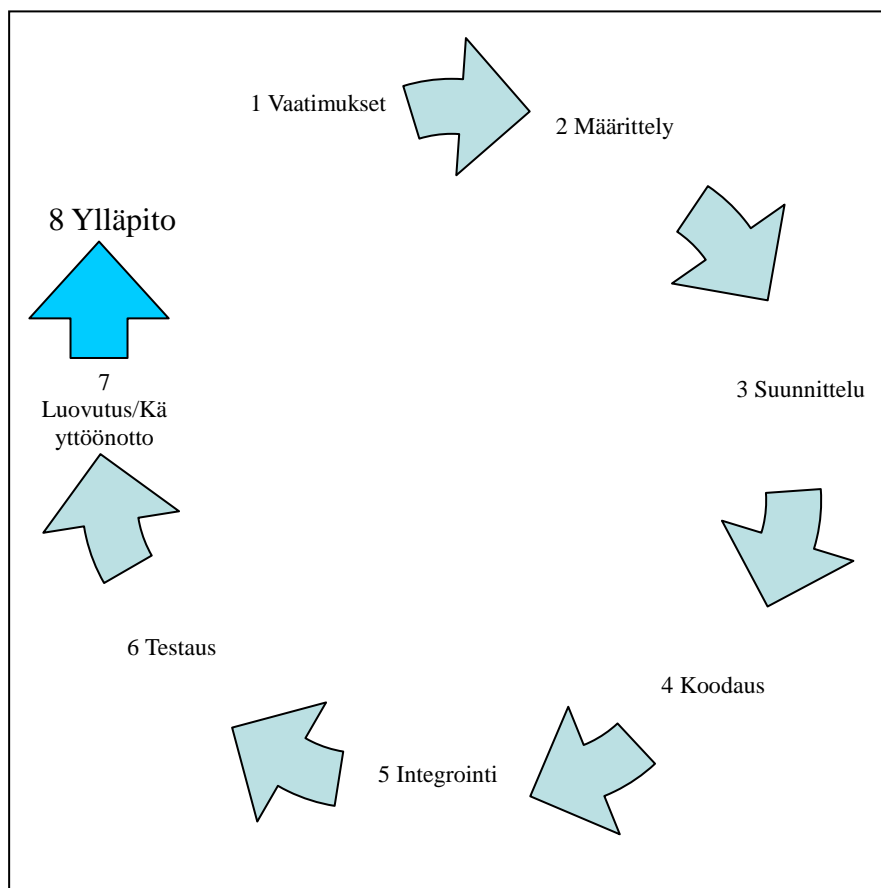 1 Vaatimukset
2 Määrittely
3 Suunnittelu
4 Koodaus
5 Integrointi
6 Testaus
7
Luovutus/Kä
yttöönotto
8 Ylläpito